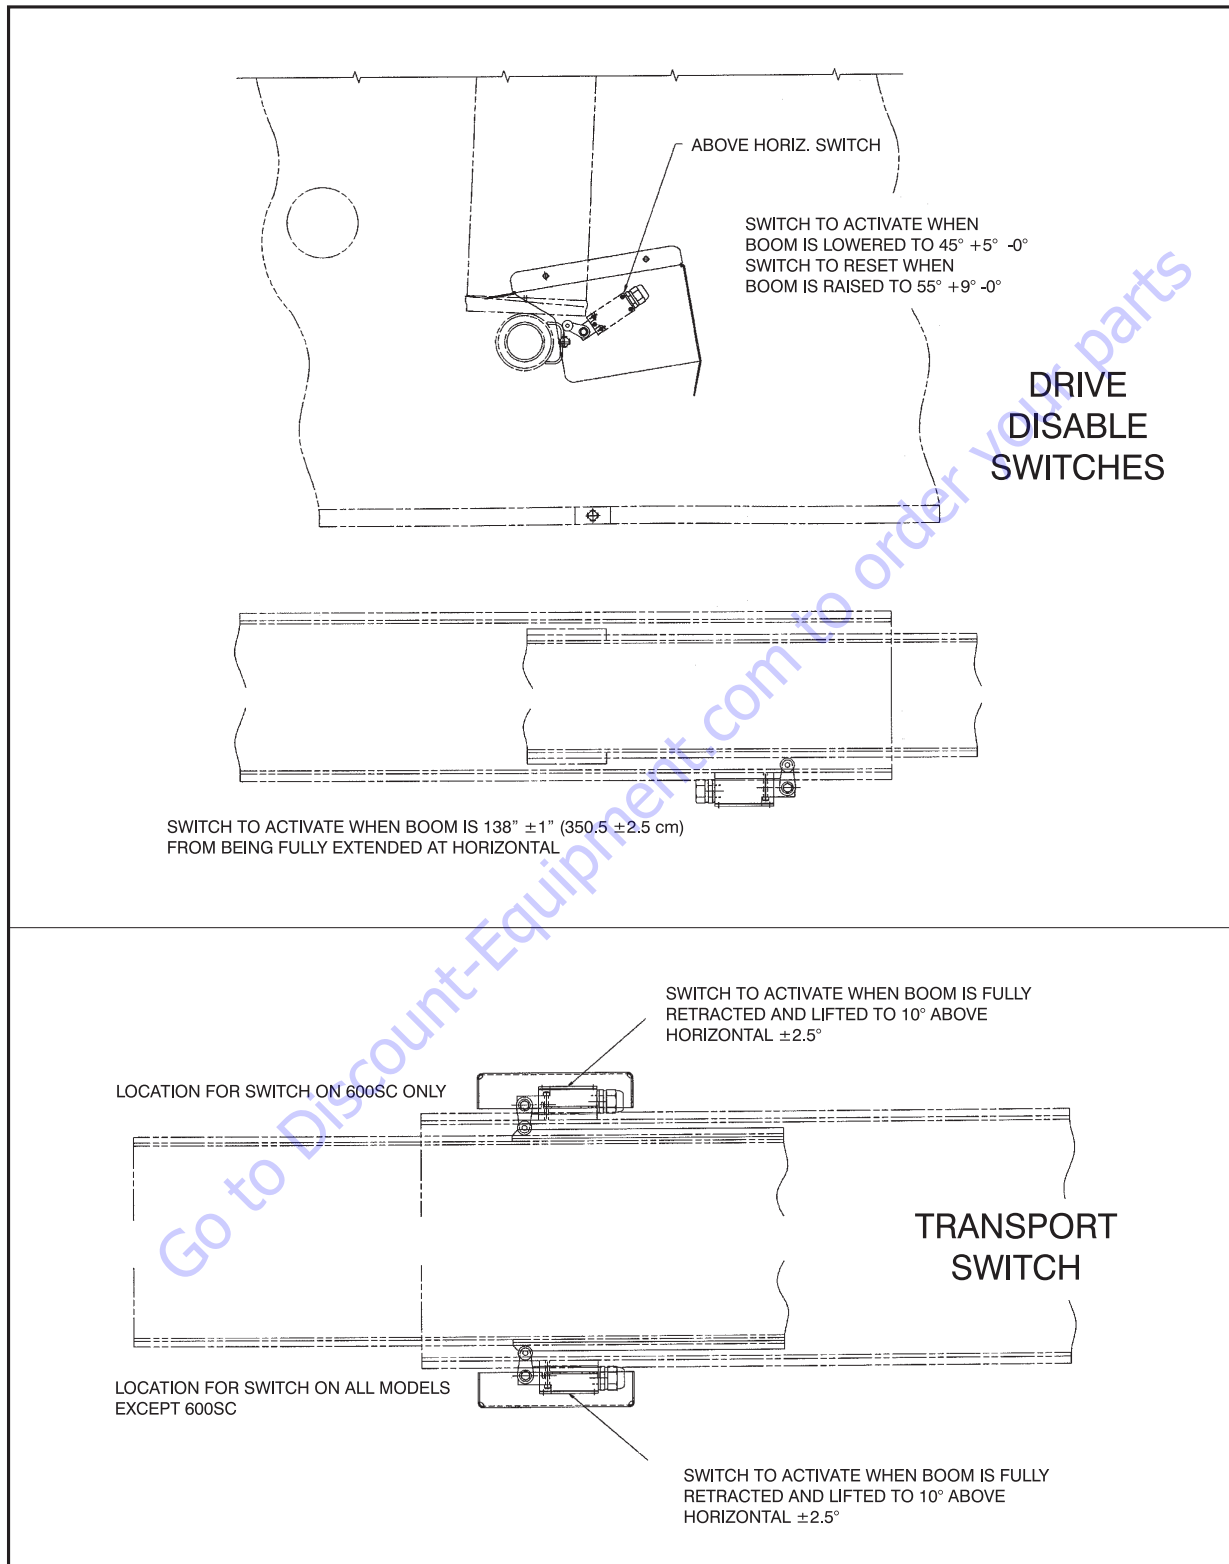 ABOVE HORIZ. SWITCH
SWITCH TO ACTIVATE WHEN
BOOM IS LOWERED TO 45° +5° -0°
SWITCH TO RESET WHEN
BOOM IS RAISED TO 55° +9° -0°
DRIVE
DISABLE
SWITCHES
SWITCH TO ACTIVATE WHEN BOOM IS 138” ±1” (350.5 ±2.5 cm)
FROM BEING FULLY EXTENDED AT HORIZONTAL
SWITCH TO ACTIVATE WHEN BOOM IS FULLY
RETRACTED AND LIFTED TO 10° ABOVE
HORIZONTAL ±2.5°
LOCATION FOR SWITCH ON 600SC ONLY
TRANSPORT
SWITCH
LOCATION FOR SWITCH ON ALL MODELS
EXCEPT 600SC
SWITCH TO ACTIVATE WHEN BOOM IS FULLY
RETRACTED AND LIFTED TO 10° ABOVE
HORIZONTAL ±2.5°
Go to Discount-Equipment.com to order your parts